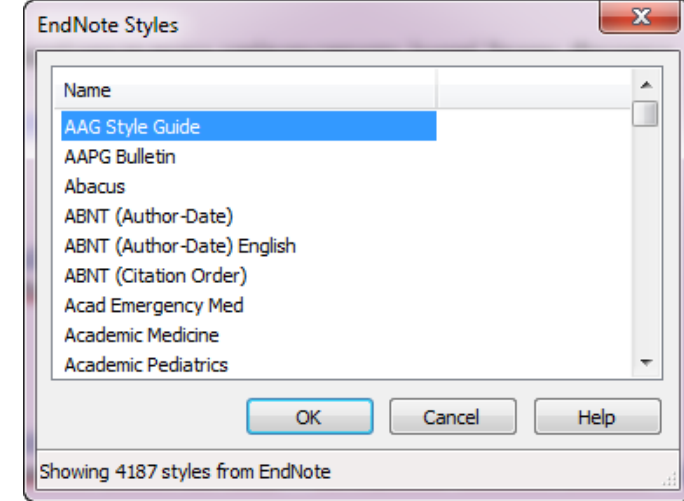 EndNote Styles
Name
AAG Style Guide
AAPG Bulletin
Abacus
ABNT (Author-Date)
ABNT (Author-Date) English
ABNT (Citation Order)
Acad Emergency Med
Academic Medicine
Academic Pediatrics
OK Cancel Help
Showing 4187 styles from EndNote